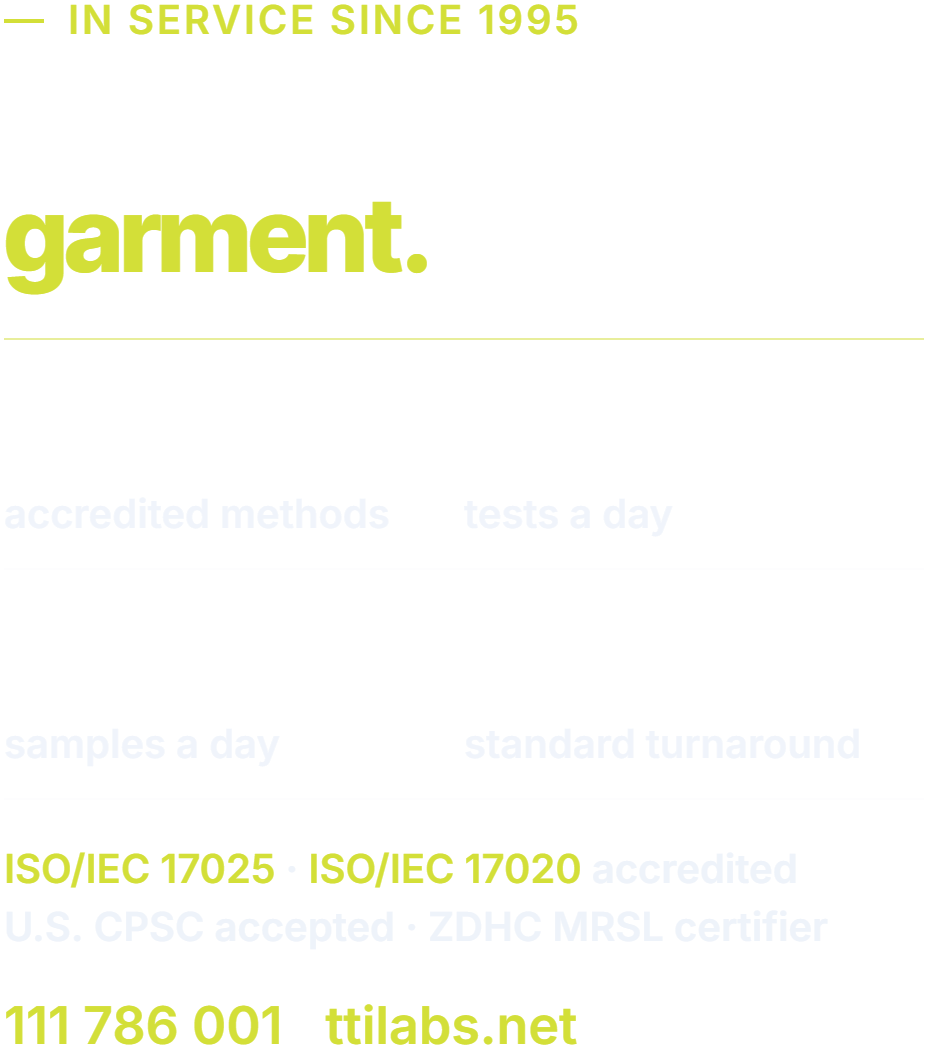 — IN SERVICE SINCE 1995
garment.
accredited methods
tests a day
samples a day
standard turnaround
ISO/IEC 17025 · ISO/IEC 17020 accredited
U.S. CPSC accepted · ZDHC MRSL certifier
111 786 001 ttilabs.net